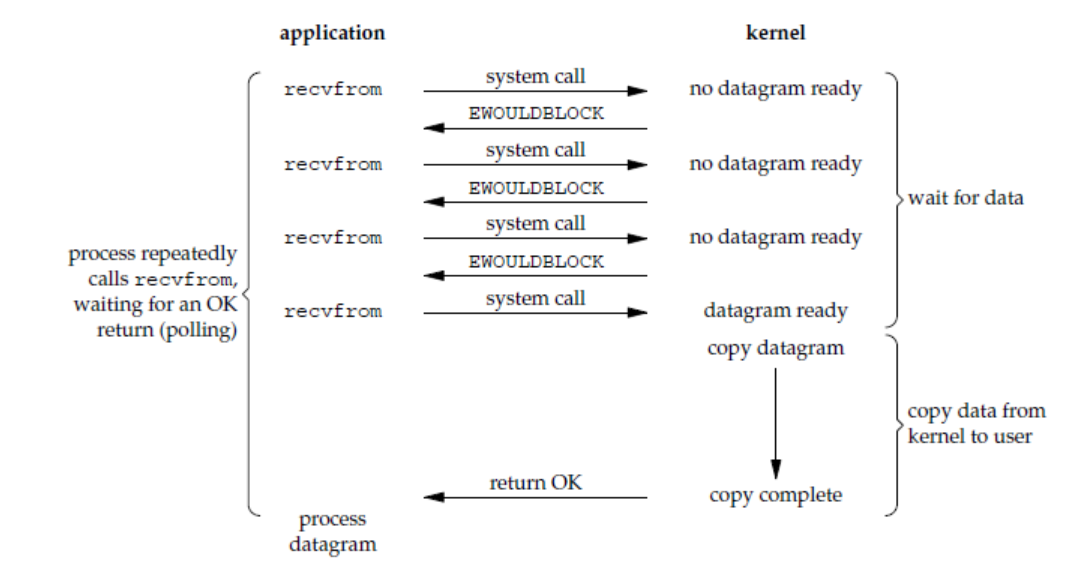 application
kernel
recvfrom
system call
no datagram ready
EWOULDBLOCK
recvfrom
system call
no datagram ready
EWOULDBLOCK
recvfrom
system call
no datagram ready
EWOULDBLOCK
recvfrom
system call
datagram ready
wait for data
process repeatedly
calls recvfrom,
waiting for an OK
return (polling)
copy datagram
copy data from
kernel to user
return OK
copy complete
process
datagram